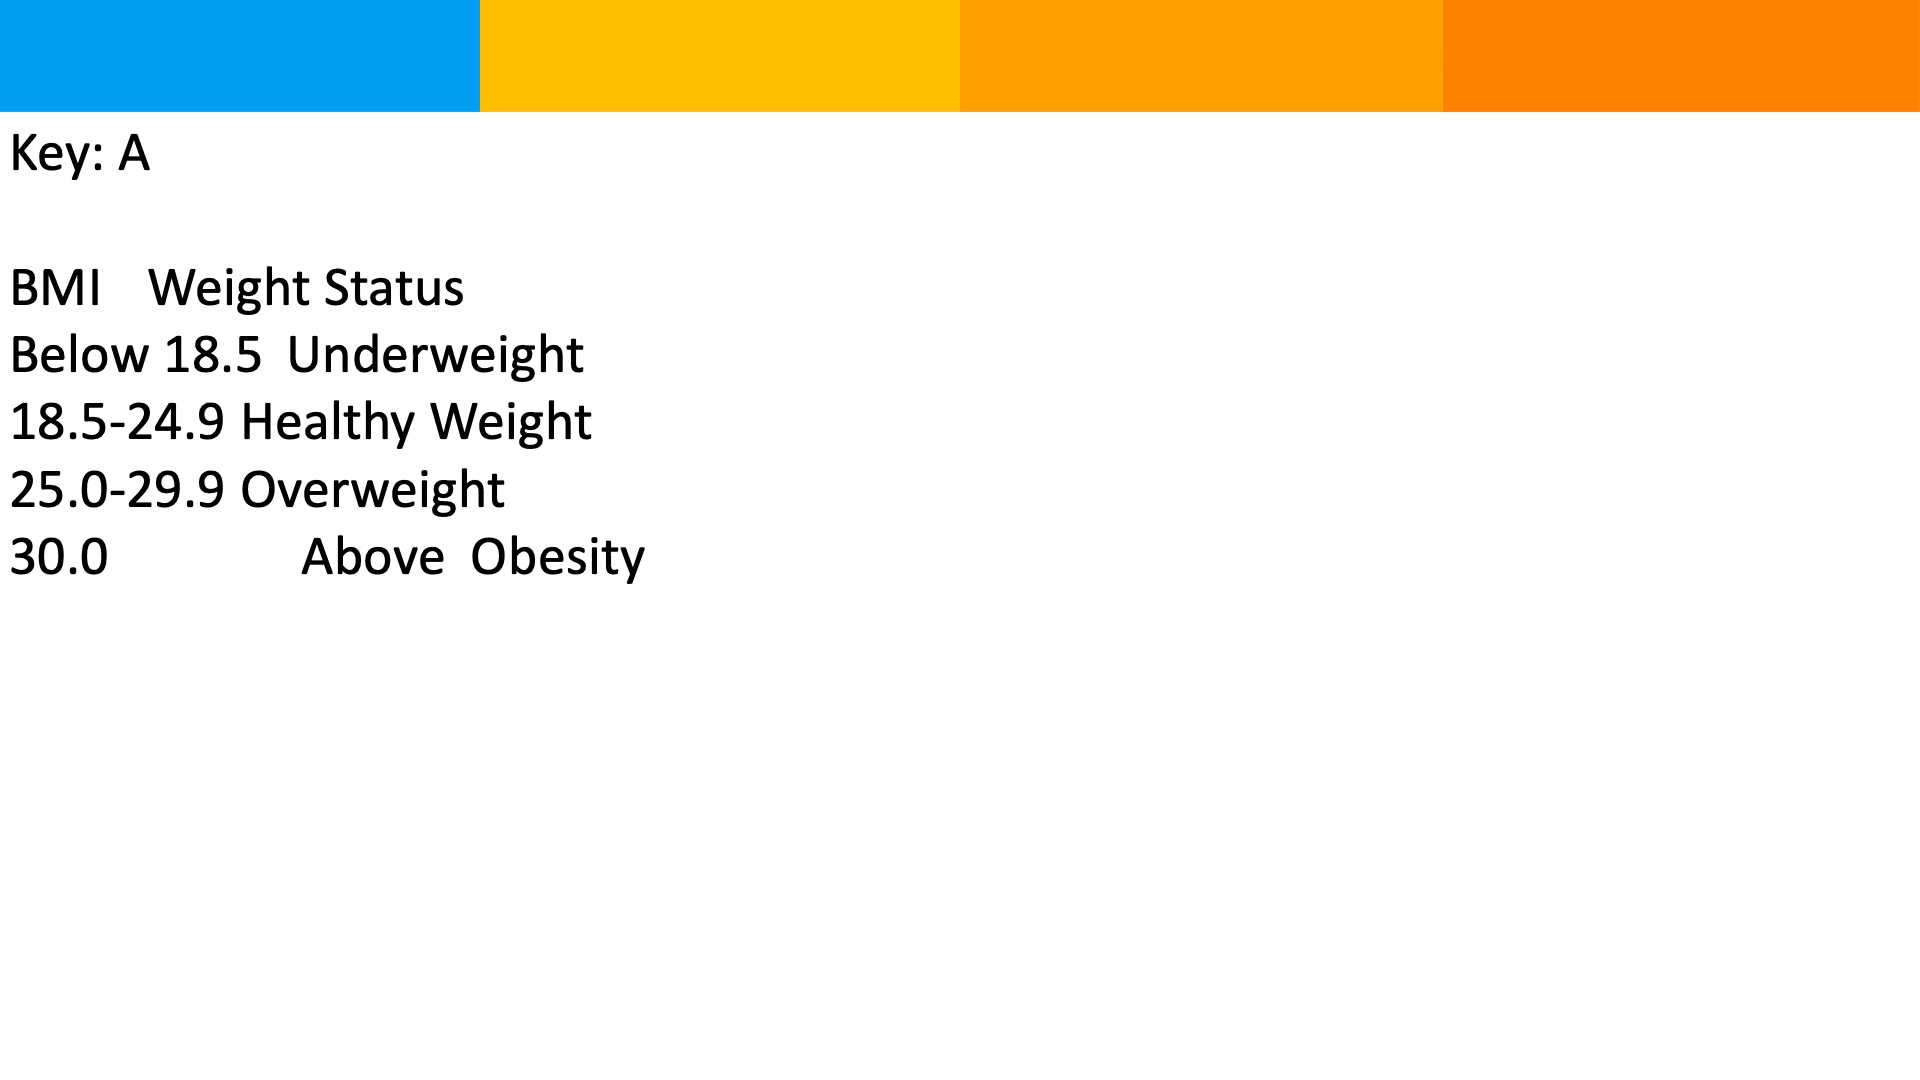 Key: A
BMI Weight Status
Below 18.5 Underweight
18.5-24.9 Healthy Weight
25.0-29.9 Overweight
30.0 Above Obesity